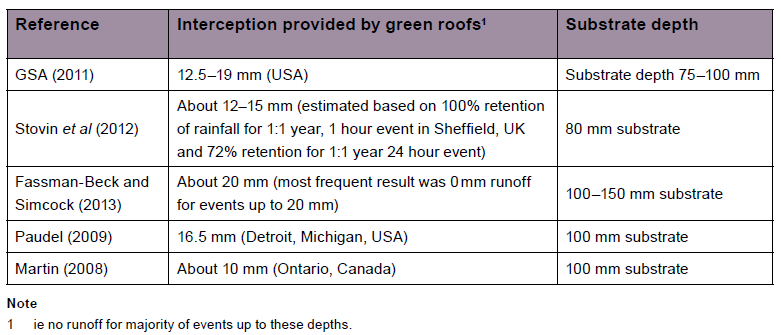 Reference Interception provided by green roofs¹ Substrate depth
GSA (2011) 12.5–19 mm (USA) Substrate depth 75–100 mm
Stovin et al (2012) About 12–15 mm (estimated based on 100% retention
of rainfall for 1:1 year, 1 hour event in Sheffield, UK
and 72% retention for 1:1 year 24 hour event) 80 mm substrate
Fassman-Beck and
Simcock (2013) About 20 mm (most frequent result was 0 mm runoff
for events up to 20 mm) 100–150 mm substrate
Paudel (2009) 16.5 mm (Detroit, Michigan, USA) 100 mm substrate
Martin (2008) About 10 mm (Ontario, Canada) 100 mm substrate
Note
1 ie no runoff for majority of events up to these depths.